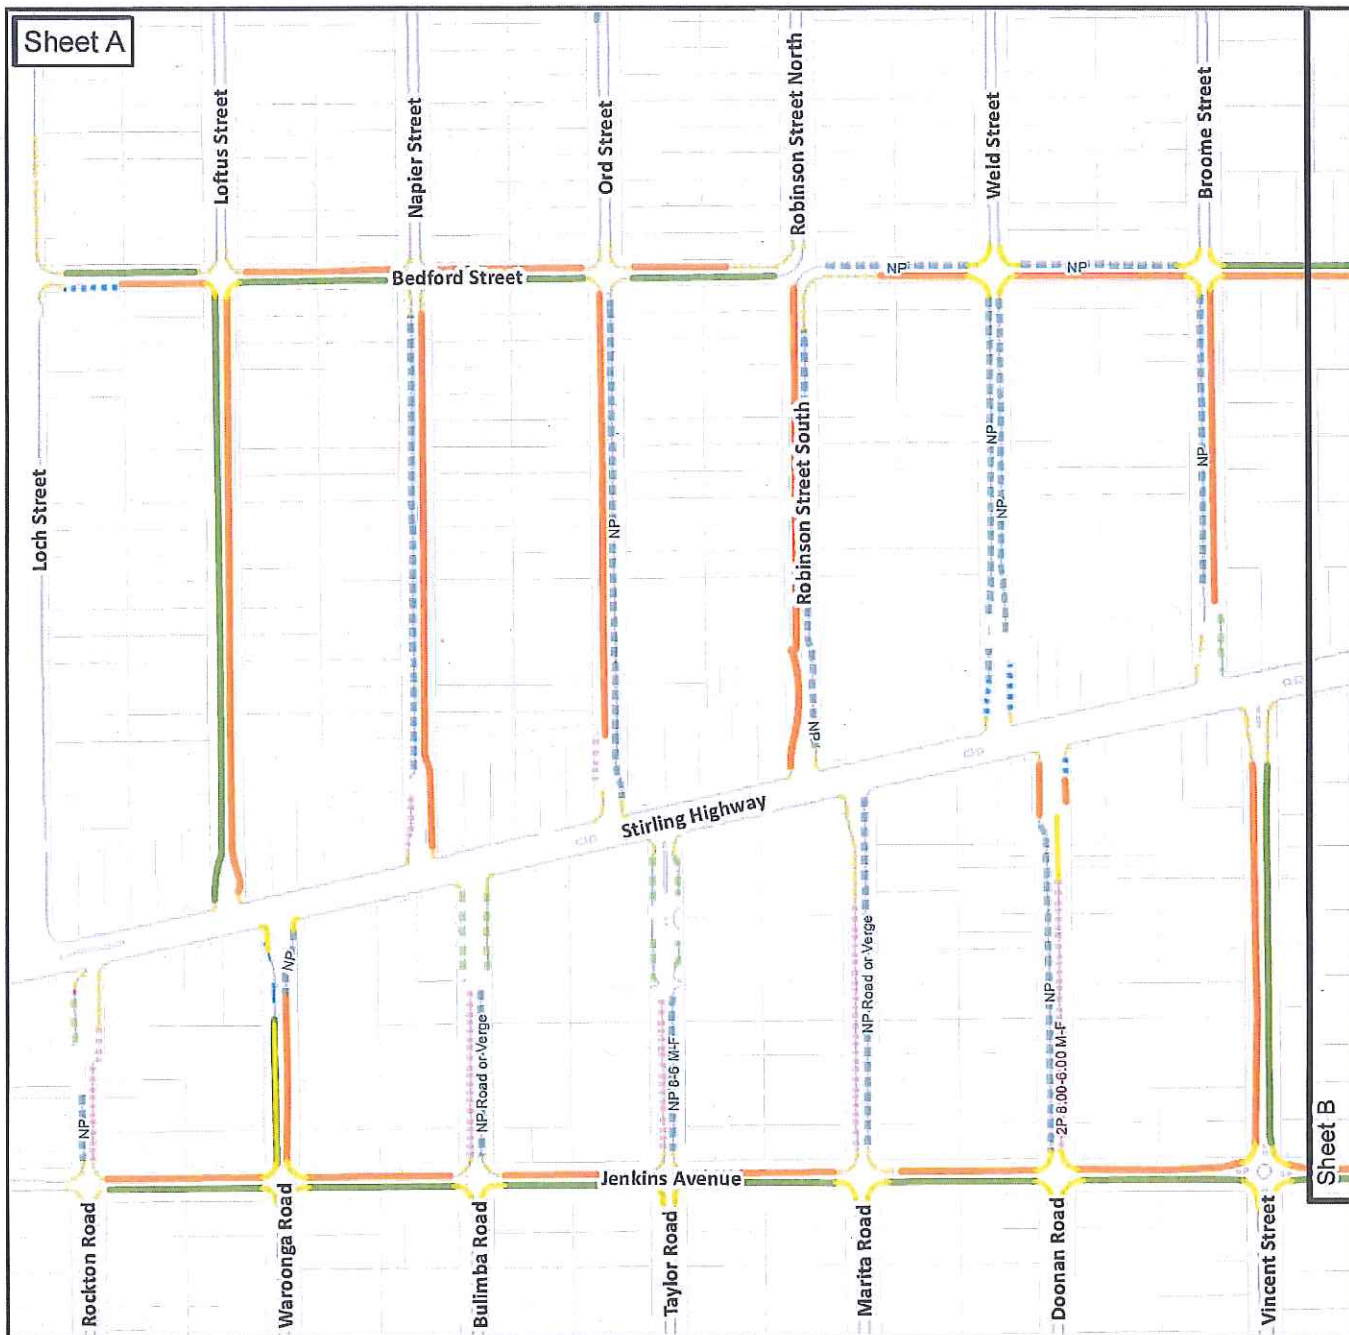 Sheet A
Loftus Street
Napier Street
Ord Street
Robinson Street North
Weld Street
Broome Street
Bedford Street
NP
NP
Loch Street
NP
Robinson Street South
NP
NP
NP
NP
Stirling Highway
NP
NP
NP Road or Verge
NP 8-6 M-F
NP Road or Verge
NP
2P 8:00-6:00 M-F
Jenkins Avenue
Rockton Road
Waroonga Road
Bulimba Road
Taylor Road
Marita Road
Doonan Road
Vincent Street
Sheet B